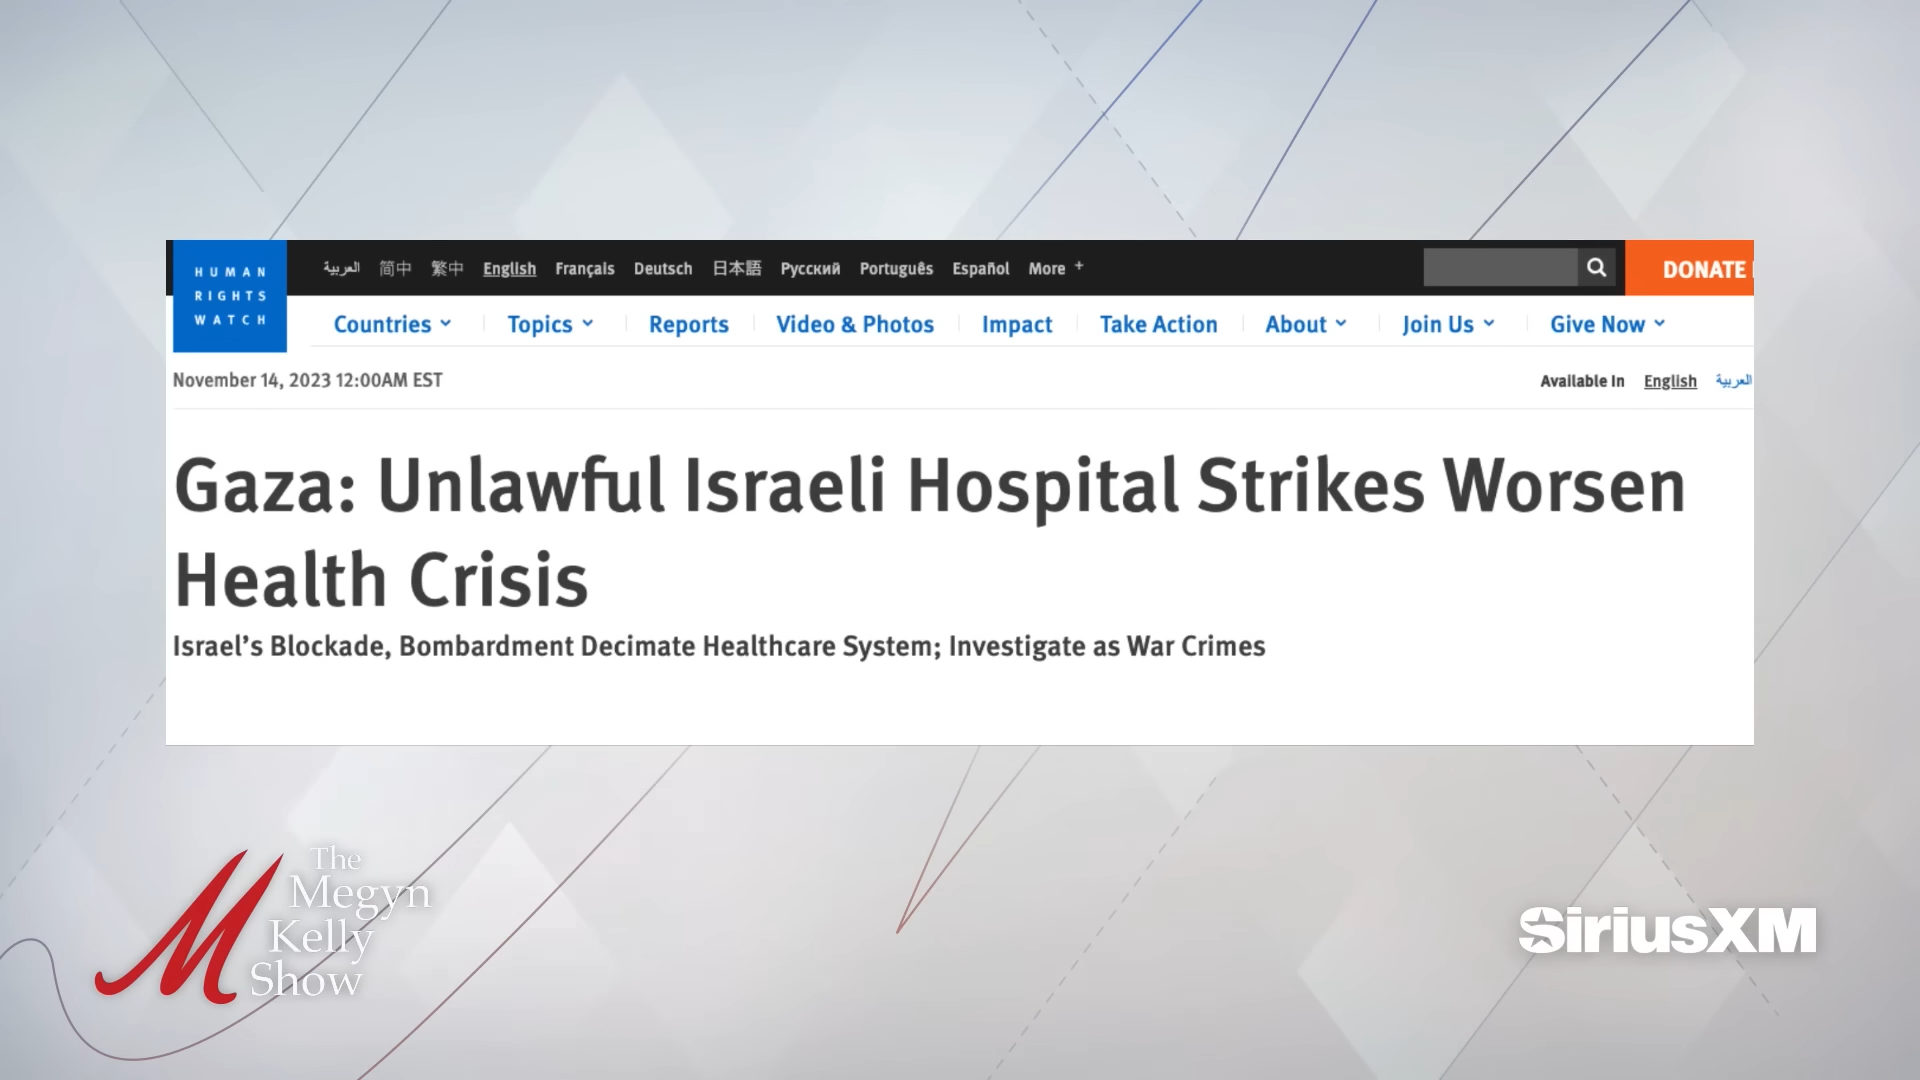 HUMAN
RIGHTS
WATCH
العربية 简中 繁中 English Français Deutsch 日本語 Русский Português Español More +
DONATE
Countries Topics Reports Video & Photos Impact Take Action About Join Us Give Now
November 14, 2023 12:00AM EST
Available In English العربية
Gaza: Unlawful Israeli Hospital Strikes Worsen
Health Crisis
Israel’s Blockade, Bombardment Decimate Healthcare System; Investigate as War Crimes
The
Megyn
Kelly
Show
SiriusXM